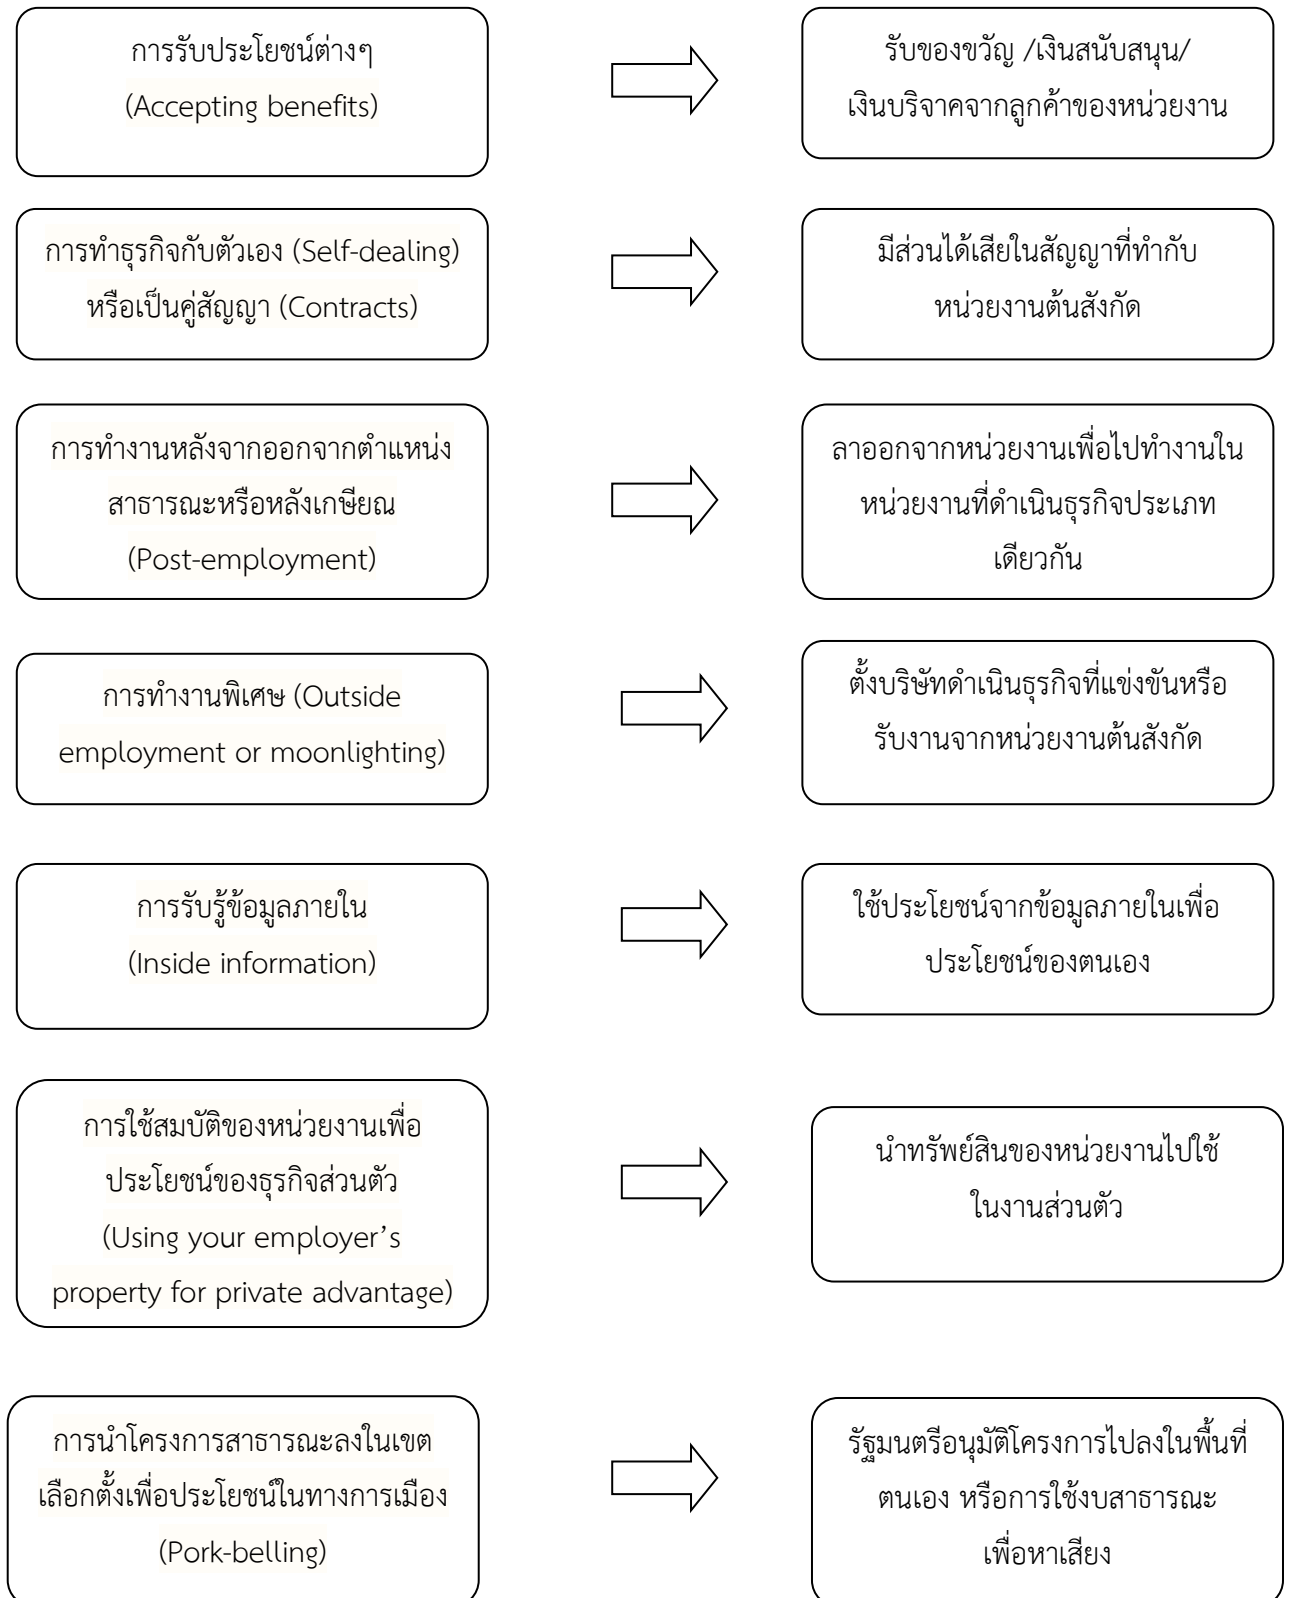 การรับประโยชน์ต่างๆ
(Accepting benefits)
รับของขวัญ /เงินสนับสนุน/
เงินบริจาคจากลูกค้าของหน่วยงาน
การทำธุรกิจกับตัวเอง (Self-dealing)
หรือเป็นคู่สัญญา (Contracts)
มีส่วนได้เสียในสัญญาที่ทำกับ
หน่วยงานต้นสังกัด
การทำงานหลังจากออกจากตำแหน่ง
สาธารณะหรือหลังเกษียณ
(Post-employment)
ลาออกจากหน่วยงานเพื่อไปทำงานใน
หน่วยงานที่ดำเนินธุรกิจประเภท
เดียวกัน
การทำงานพิเศษ (Outside
employment or moonlighting)
ตั้งบริษัทดำเนินธุรกิจที่แข่งขันหรือ
รับงานจากหน่วยงานต้นสังกัด
การรับรู้ข้อมูลภายใน
(Inside information)
ใช้ประโยชน์จากข้อมูลภายในเพื่อ
ประโยชน์ของตนเอง
การใช้สมบัติของหน่วยงานเพื่อ
ประโยชน์ของธุรกิจส่วนตัว
(Using your employer’s
property for private advantage)
นำทรัพย์สินของหน่วยงานไปใช้
ในงานส่วนตัว
การนำโครงการสาธารณะลงในเขต
เลือกตั้งเพื่อประโยชน์ในทางการเมือง
(Pork-belling)
รัฐมนตรีอนุมัติโครงการไปลงในพื้นที่
ตนเอง หรือการใช้งบสาธารณะ
เพื่อหาเสียง